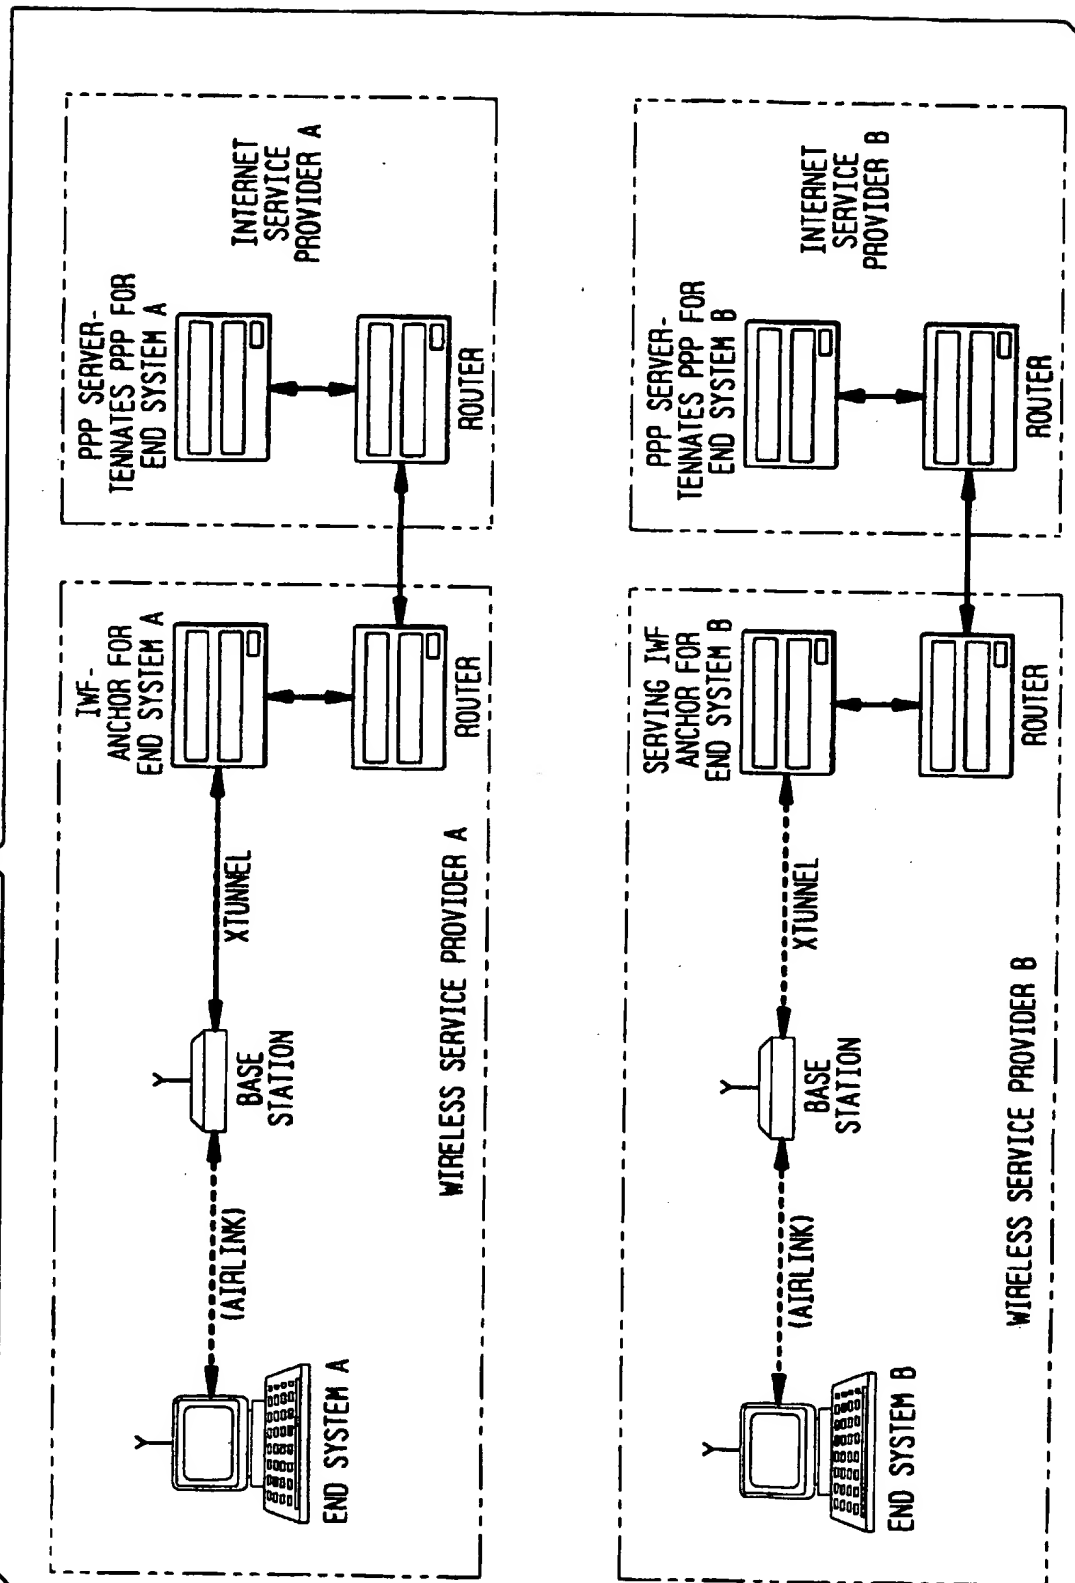 END SYSTEM A
(AIRLINK)
BASE
STATION
XTUNNEL
IWF-
ANCHOR FOR
END SYSTEM A
ROUTER
WIRELESS SERVICE PROVIDER A
PPP SERVER-
TENNATES PPP FOR
END SYSTEM A
ROUTER
INTERNET
SERVICE
PROVIDER A
END SYSTEM B
(AIRLINK)
BASE
STATION
XTUNNEL
SERVING IWF
ANCHOR FOR
END SYSTEM B
ROUTER
WIRELESS SERVICE PROVIDER B
PPP SERVER-
TENNATES PPP FOR
END SYSTEM B
ROUTER
INTERNET
SERVICE
PROVIDER B